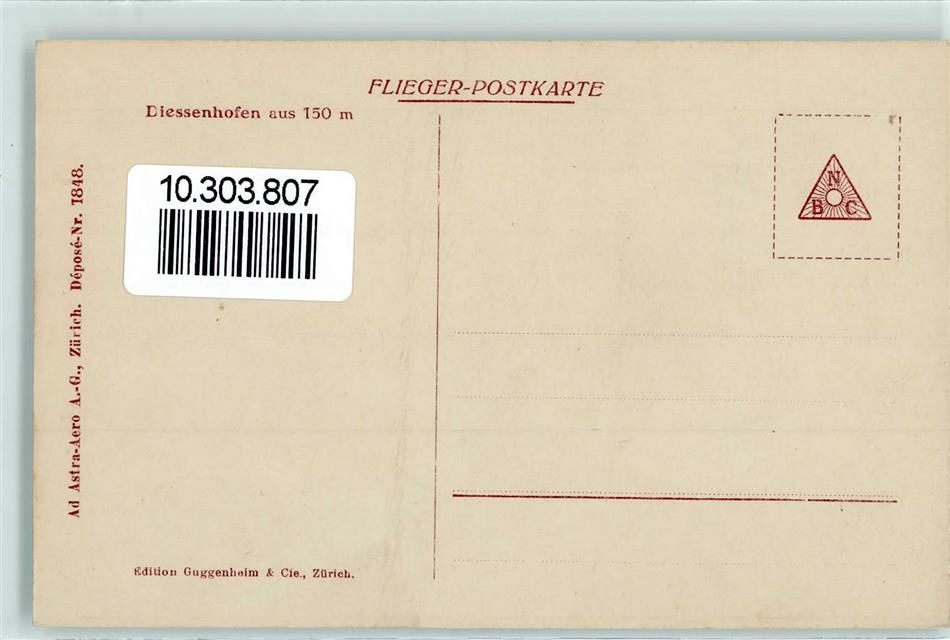 FLIEGER-POSTKARTE
Diessenhofen aus 150 m
10.303.807
N
B C
Ad Astra-Aero A.-G., Zürich. Déposé-Nr. 1848.
Edition Guggenheim & Cie., Zürich.